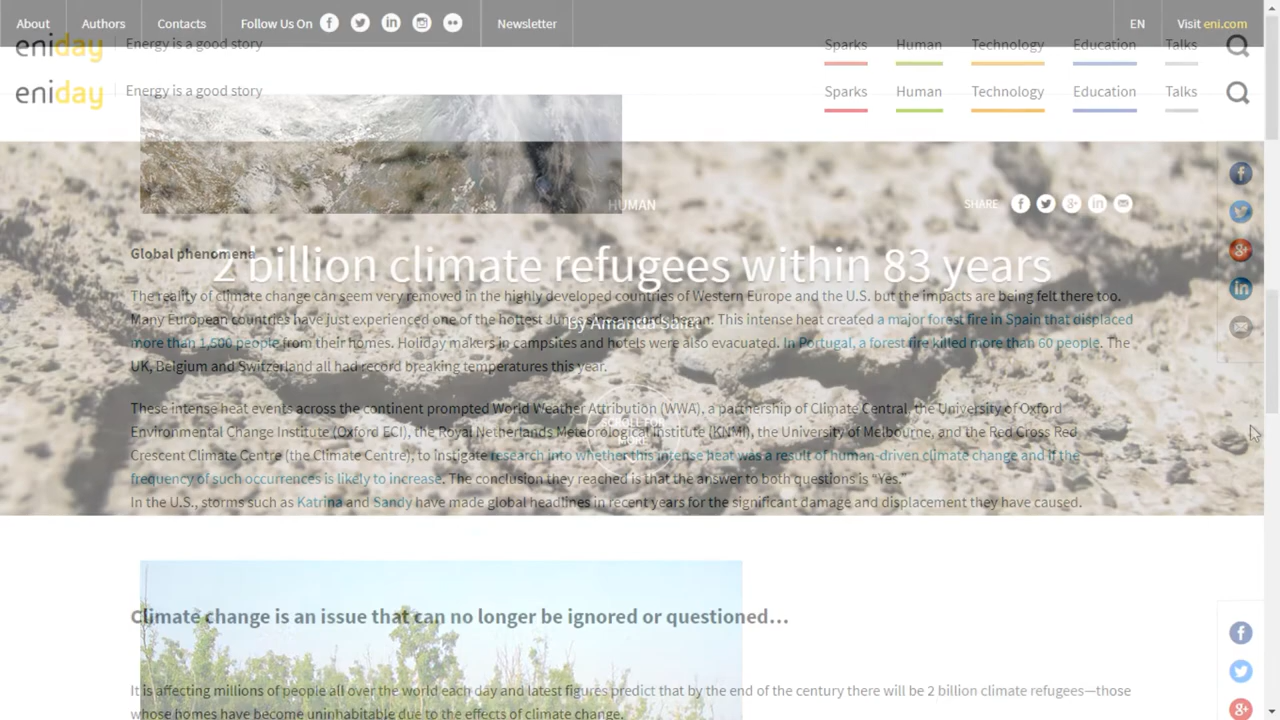 About
Authors
Contacts
Follow Us On
Newsletter
EN
Visit eni.com
eniday
Energy is a good story
Sparks
Human
Technology
Education
Talks
eniday
Energy is a good story
Sparks
Human
Technology
Education
Talks
HUMAN
SHARE
Global phenomena
2 billion climate refugees within 83 years
The reality of climate change can seem very removed in the highly developed countries of Western Europe and the U.S. but the impacts are being felt there too.
Many European countries have just experienced one of the hottest Junes since records began. This intense heat created a major forest fire in Spain that displaced
By Amanda Saint
more than 1,500 people from their homes. Holiday makers in campsites and hotels were also evacuated. In Portugal, a forest fire killed more than 60 people. The
UK, Belgium and Switzerland all had record breaking temperatures this year.
These intense heat events across the continent prompted World Weather Attribution (WWA), a partnership of Climate Central, the University of Oxford
Environmental Change Institute (Oxford ECI), the Royal Netherlands Meteorological Institute (KNMI), the University of Melbourne, and the Red Cross Red
Crescent Climate Centre (the Climate Centre), to instigate research into whether this intense heat was a result of human-driven climate change and if the
frequency of such occurrences is likely to increase. The conclusion they reached is that the answer to both questions is “Yes.”
In the U.S., storms such as Katrina and Sandy have made global headlines in recent years for the significant damage and displacement they have caused.
Climate change is an issue that can no longer be ignored or questioned…
It is affecting millions of people all over the world each day and latest figures predict that by the end of the century there will be 2 billion climate refugees—those
whose homes have become uninhabitable due to the effects of climate change.